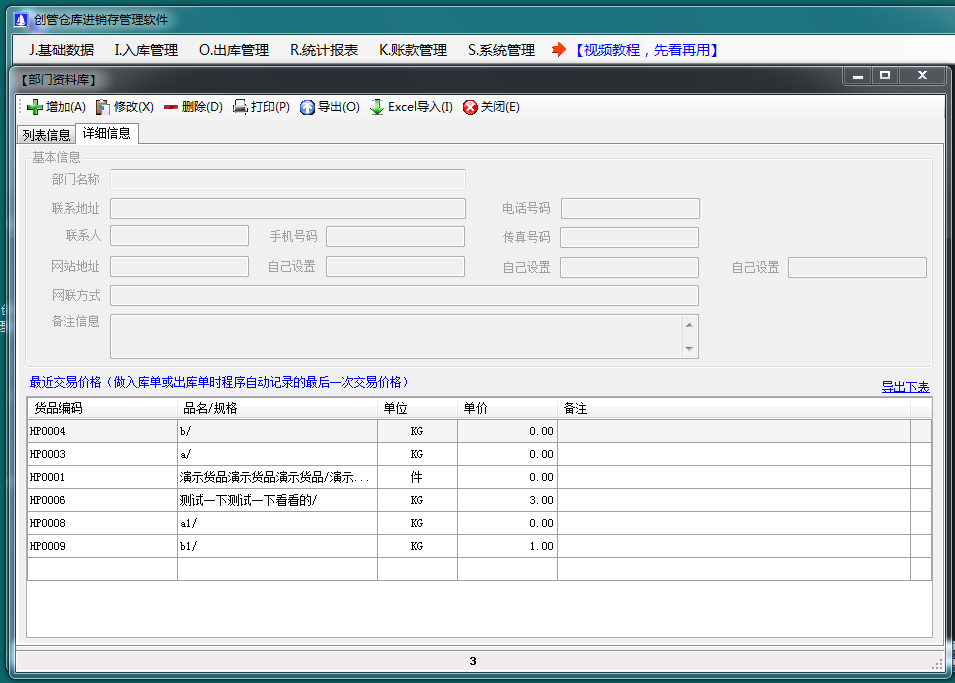 创管仓库进销存管理软件
J.基础数据 I.入库管理 O.出库管理 R.统计报表 K.账款管理 S.系统管理 【视频教程，先看再用】
【部门资料库】
增加(A) 修改(X) 删除(D) 打印(P) 导出(O) Excel导入(I) 关闭(E)
列表信息 详细信息
基本信息
部门名称
联系地址 电话号码
联系人 手机号码 传真号码
网站地址 自己设置 自己设置 自己设置
网联方式
备注信息
最近交易价格（做入库单或出库单时程序自动记录的最后一次交易价格）
导出下表
货品编码 品名/规格 单位 单价 备注
HP0004 b/ KG 0.00
HP0003 a/ KG 0.00
HP0001 演示货品演示货品演示货品/演示... 件 0.00
HP0006 测试一下测试一下看看的/ KG 3.00
HP0008 a1/ KG 0.00
HP0009 b1/ KG 1.00
3